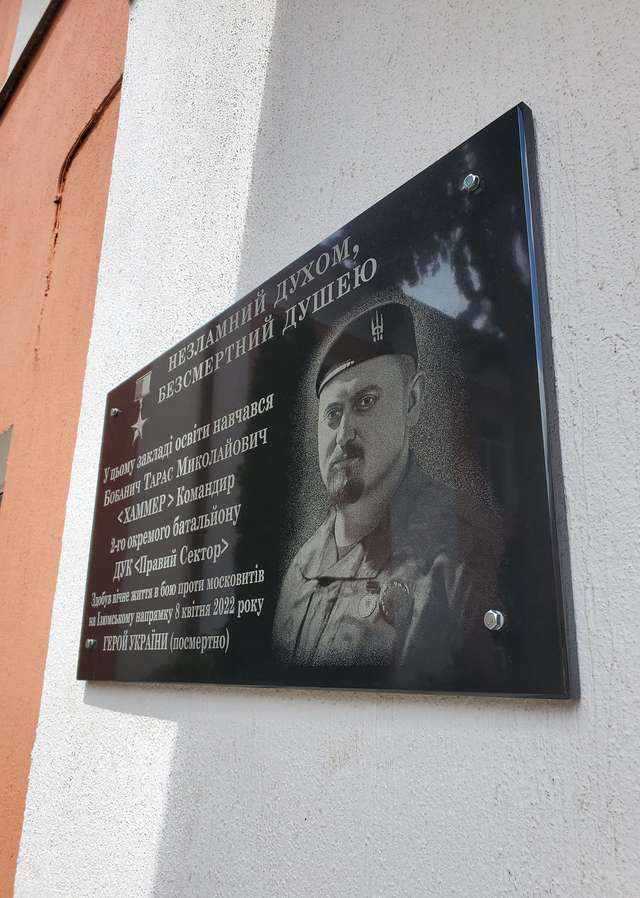 НЕЗЛАМНИЙ ДУХОМ,
БЕЗСМЕРТНИЙ ДУШЕЮ
У цьому закладі освіти навчався
БОБАНИЧ ТАРАС МИКОЛАЙОВИЧ
<ХАММЕР> Командир
2-го окремого батальйону
ДУК <Правий Сектор>
Здобув вічне життя в бою проти московитів
на Ізюмському напрямку 8 квітня 2022 року
ГЕРОЙ УКРАЇНИ (посмертно)